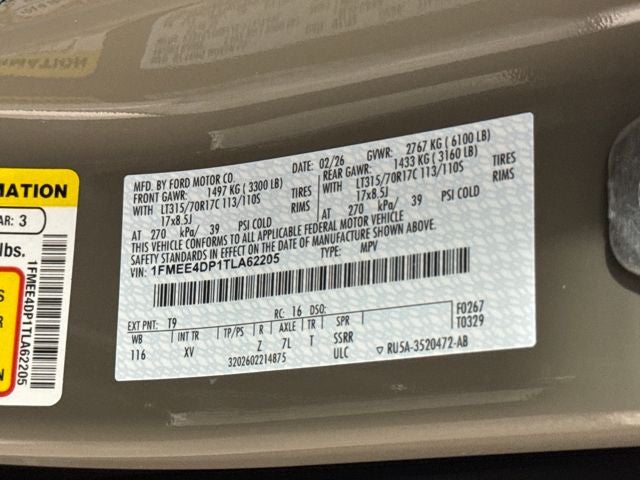 MFD. BY FORD MOTOR CO.
DATE: 02/26 GVWR: 2767 KG (6100 LB)
FRONT GAWR: 1497 KG (3300 LB)
REAR GAWR: 1433 KG (3160 LB)
WITH LT315/70R17C 113/110S TIRES
WITH LT315/70R17C 113/110S TIRES
17x8.5J RIMS
17x8.5J RIMS
AT 270 kPa/ 39 PSI COLD
AT 270 kPa/ 39 PSI COLD
THIS VEHICLE CONFORMS TO ALL APPLICABLE FEDERAL MOTOR VEHICLE
SAFETY STANDARDS IN EFFECT ON THE DATE OF MANUFACTURE SHOWN ABOVE.
VIN: 1FMEE4DP1TLA62205 TYPE: MPV
EXT PNT: T9 RC: 16 DSO: F0267
WB INT TR TP/PS R AXLE TR SPR T0329
116 XV Z 7L T SSRR
3202602214875 ULC RU5A-3520472-AB
MATION
AR: 3
lbs.
1FMEE4DP1TLA62205
S
R
N